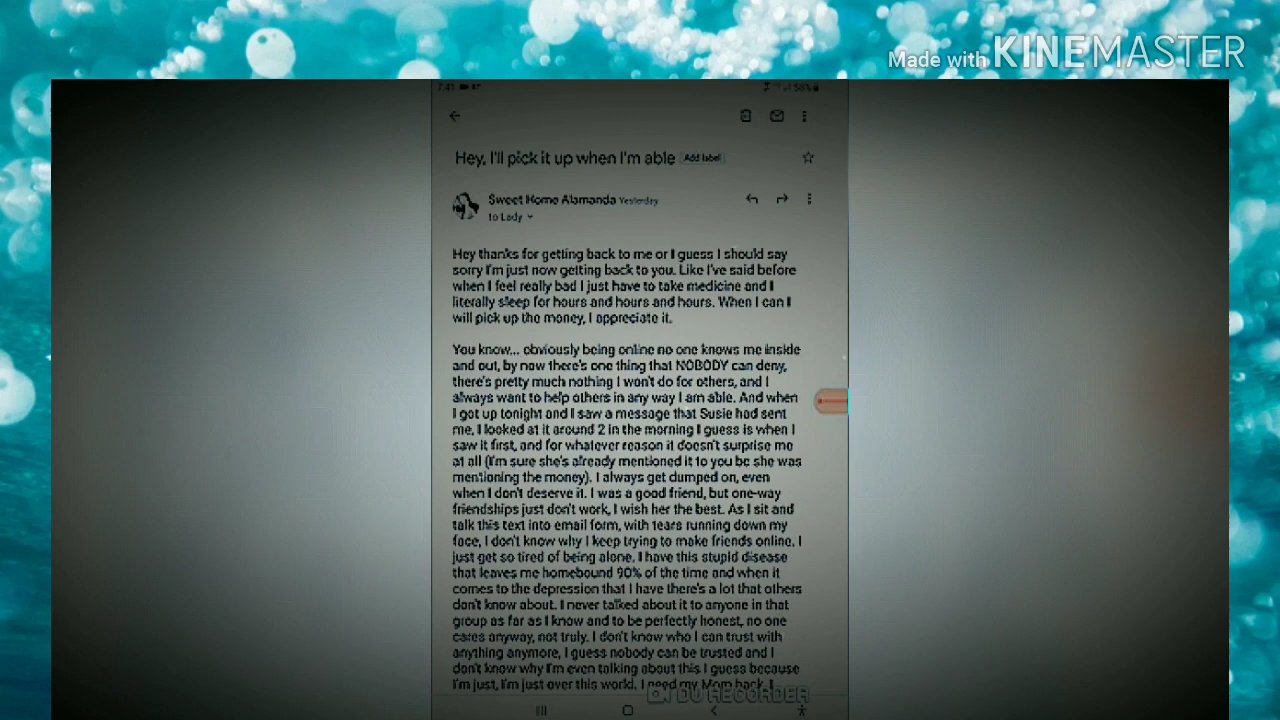 Made with KINEMASTER
7:41
58%
Hey, I'll pick it up when I'm able Add label
Sweet Home Alamanda Yesterday
to Lady
Hey thanks for getting back to me or I guess I should say
sorry I'm just now getting back to you. Like I've said before
when I feel really bad I just have to take medicine and I
literally sleep for hours and hours and hours. When I can I
will pick up the money, I appreciate it.
You know... obviously being online no one knows me inside
and out, by now there's one thing that NOBODY can deny,
there's pretty much nothing I won't do for others, and I
always want to help others in any way I am able. And when
I got up tonight and I saw a message that Susie had sent
me, I looked at it around 2 in the morning I guess is when I
saw it first, and for whatever reason it doesn't surprise me
at all (I'm sure she's already mentioned it to you bc she was
mentioning the money). I always get dumped on, even
when I don't deserve it. I was a good friend, but one-way
friendships just don't work, I wish her the best. As I sit and
talk this text into email form, with tears running down my
face, I don't know why I keep trying to make friends online. I
just get so tired of being alone. I have this stupid disease
that leaves me homebound 90% of the time and when it
comes to the depression that I have there's a lot that others
don't know about. I never talked about it to anyone in that
group as far as I know and to be perfectly honest, no one
cares anyway, not truly. I don't know who I can trust with
anything anymore, I guess nobody can be trusted and I
don't know why I'm even talking about this I guess because
I'm just, I'm just over this world. I need my Mom back. I
DU RECORDER